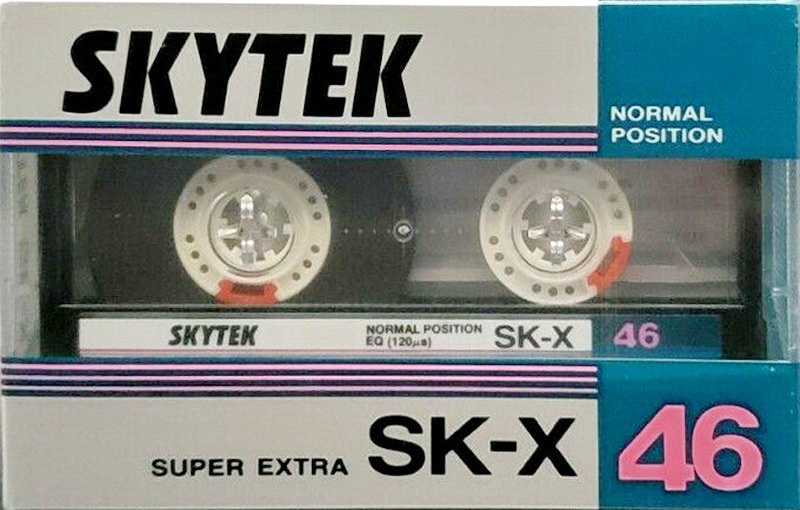 SKYTEK
NORMAL
POSITION
SKYTEK
NORMAL POSITION
EQ (120μs)
SK-X
46
SUPER EXTRA SK-X
46